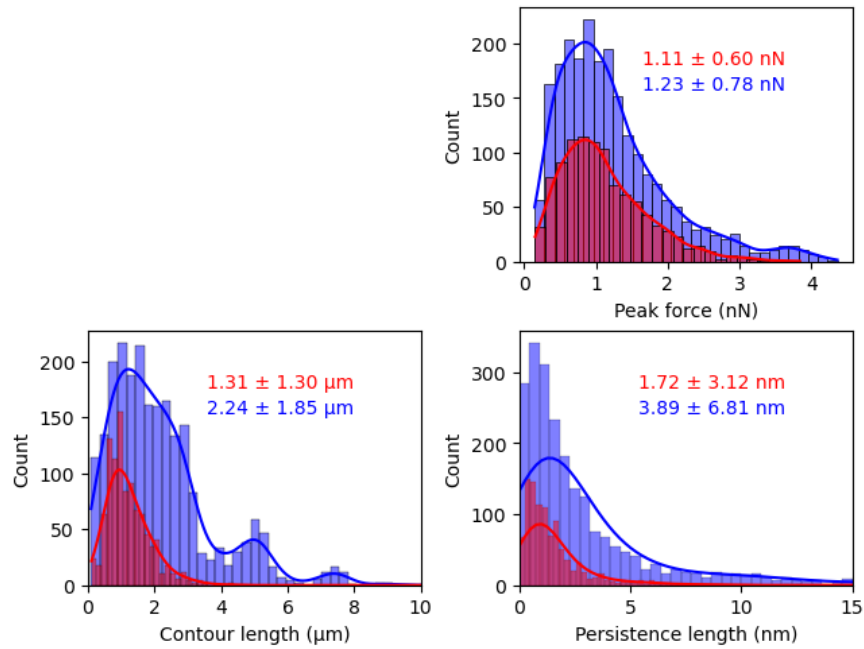 200
150
100
50
0
Count
1.11 ± 0.60 nN
1.23 ± 0.78 nN
0 1 2 3 4
Peak force (nN)
200
150
100
50
0
Count
1.31 ± 1.30 μm
2.24 ± 1.85 μm
0 2 4 6 8 10
Contour length (μm)
300
200
100
0
Count
1.72 ± 3.12 nm
3.89 ± 6.81 nm
0 5 10 15
Persistence length (nm)